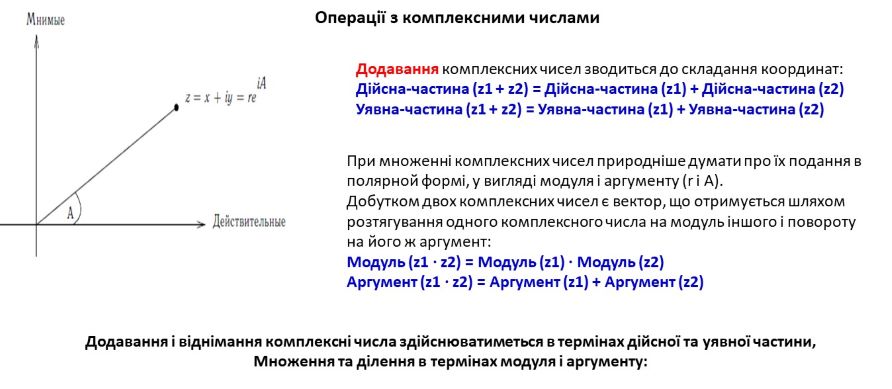 Мнимые
Операції з комплексними числами
iA
z = x + iy = re
Додавання комплексних чисел зводиться до складання координат:
Дійсна-частина (z1 + z2) = Дійсна-частина (z1) + Дійсна-частина (z2)
Уявна-частина (z1 + z2) = Уявна-частина (z1) + Уявна-частина (z2)
При множенні комплексних чисел природніше думати про їх подання в
полярной формі, у вигляді модуля і аргументу (r і A).
Добутком двох комплексних чисел є вектор, що отримується шляхом
розтягування одного комплексного числа на модуль іншого і повороту
на його ж аргумент:
Модуль (z1 · z2) = Модуль (z1) · Модуль (z2)
Аргумент (z1 · z2) = Аргумент (z1) + Аргумент (z2)
A
Действительные
Додавання і віднімання комплексні числа здійснюватиметься в термінах дійсної та уявної частини,
Множення та ділення в термінах модуля і аргументу: